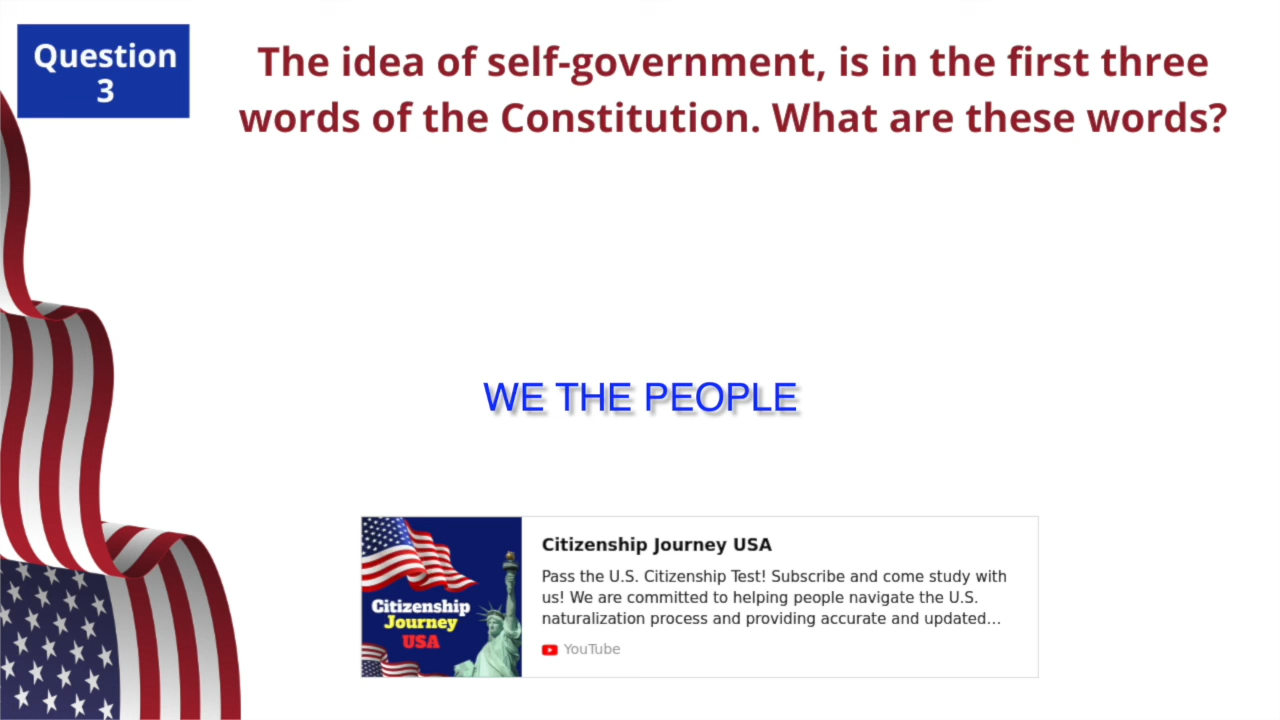 Question
3
The idea of self-government, is in the first three
words of the Constitution. What are these words?
WE THE PEOPLE
Citizenship
Journey
USA
Citizenship Journey USA
Pass the U.S. Citizenship Test! Subscribe and come study with
us! We are committed to helping people navigate the U.S.
naturalization process and providing accurate and updated...
YouTube